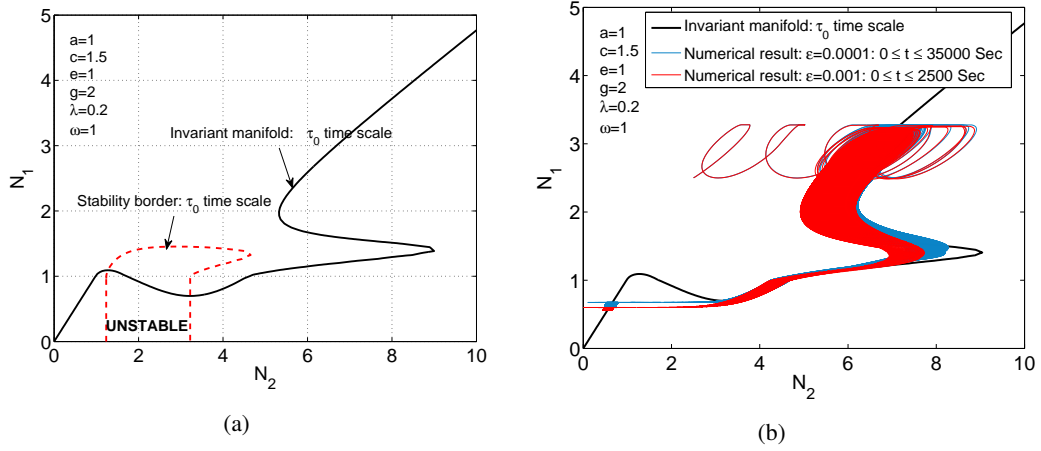 5
4
3
2
1
0
0
2
4
6
8
10
N₁
N₂
a=1
c=1.5
e=1
g=2
λ=0.2
ω=1
Invariant manifold: τ₀ time scale
Stability border: τ₀ time scale
UNSTABLE
(a)
5
4
3
2
1
0
0
2
4
6
8
10
N₁
N₂
a=1
c=1.5
e=1
g=2
λ=0.2
ω=1
Invariant manifold: τ₀ time scale
Numerical result: ε=0.0001: 0 ≤ t ≤ 35000 Sec
Numerical result: ε=0.001: 0 ≤ t ≤ 2500 Sec
(b)